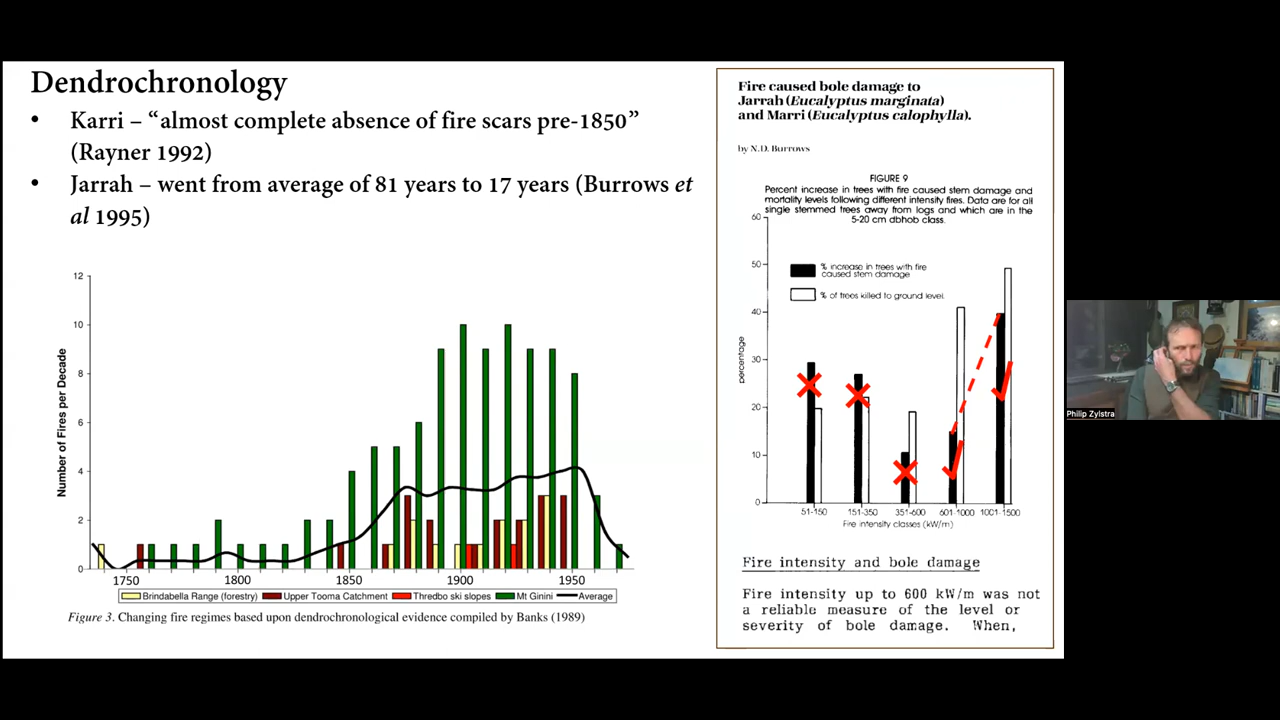 Dendrochronology
• Karri – “almost complete absence of fire scars pre-1850”
(Rayner 1992)
• Jarrah – went from average of 81 years to 17 years (Burrows et
al 1995)
Number of Fires per Decade
12
10
8
6
4
2
0
1750 1800 1850 1900 1950
Brindabella Range (forestry) Upper Tooma Catchment Thredbo ski slopes Mt Ginini Average
Figure 3. Changing fire regimes based upon dendrochronological evidence compiled by Banks (1989)
Fire caused bole damage to
Jarrah (Eucalyptus marginata)
and Marri (Eucalyptus calophylla).
by N.D. Burrows
FIGURE 9
Percent increase in trees with fire caused stem damage and
mortality levels following different intensity fires. Data are for all
single stemmed trees away from logs and which are in the
5-20 cm dbhob class.
percentage
60
50
40
30
20
10
0
% increase in trees with fire
caused stem damage
% of trees killed to ground level.
51-150 151-350 351-600 601-1000 1001-1500
Fire intensity classes (kW/m)
Fire intensity and bole damage
Fire intensity up to 600 kW/m was not
a reliable measure of the level or
severity of bole damage. When,
Philip Zylstra